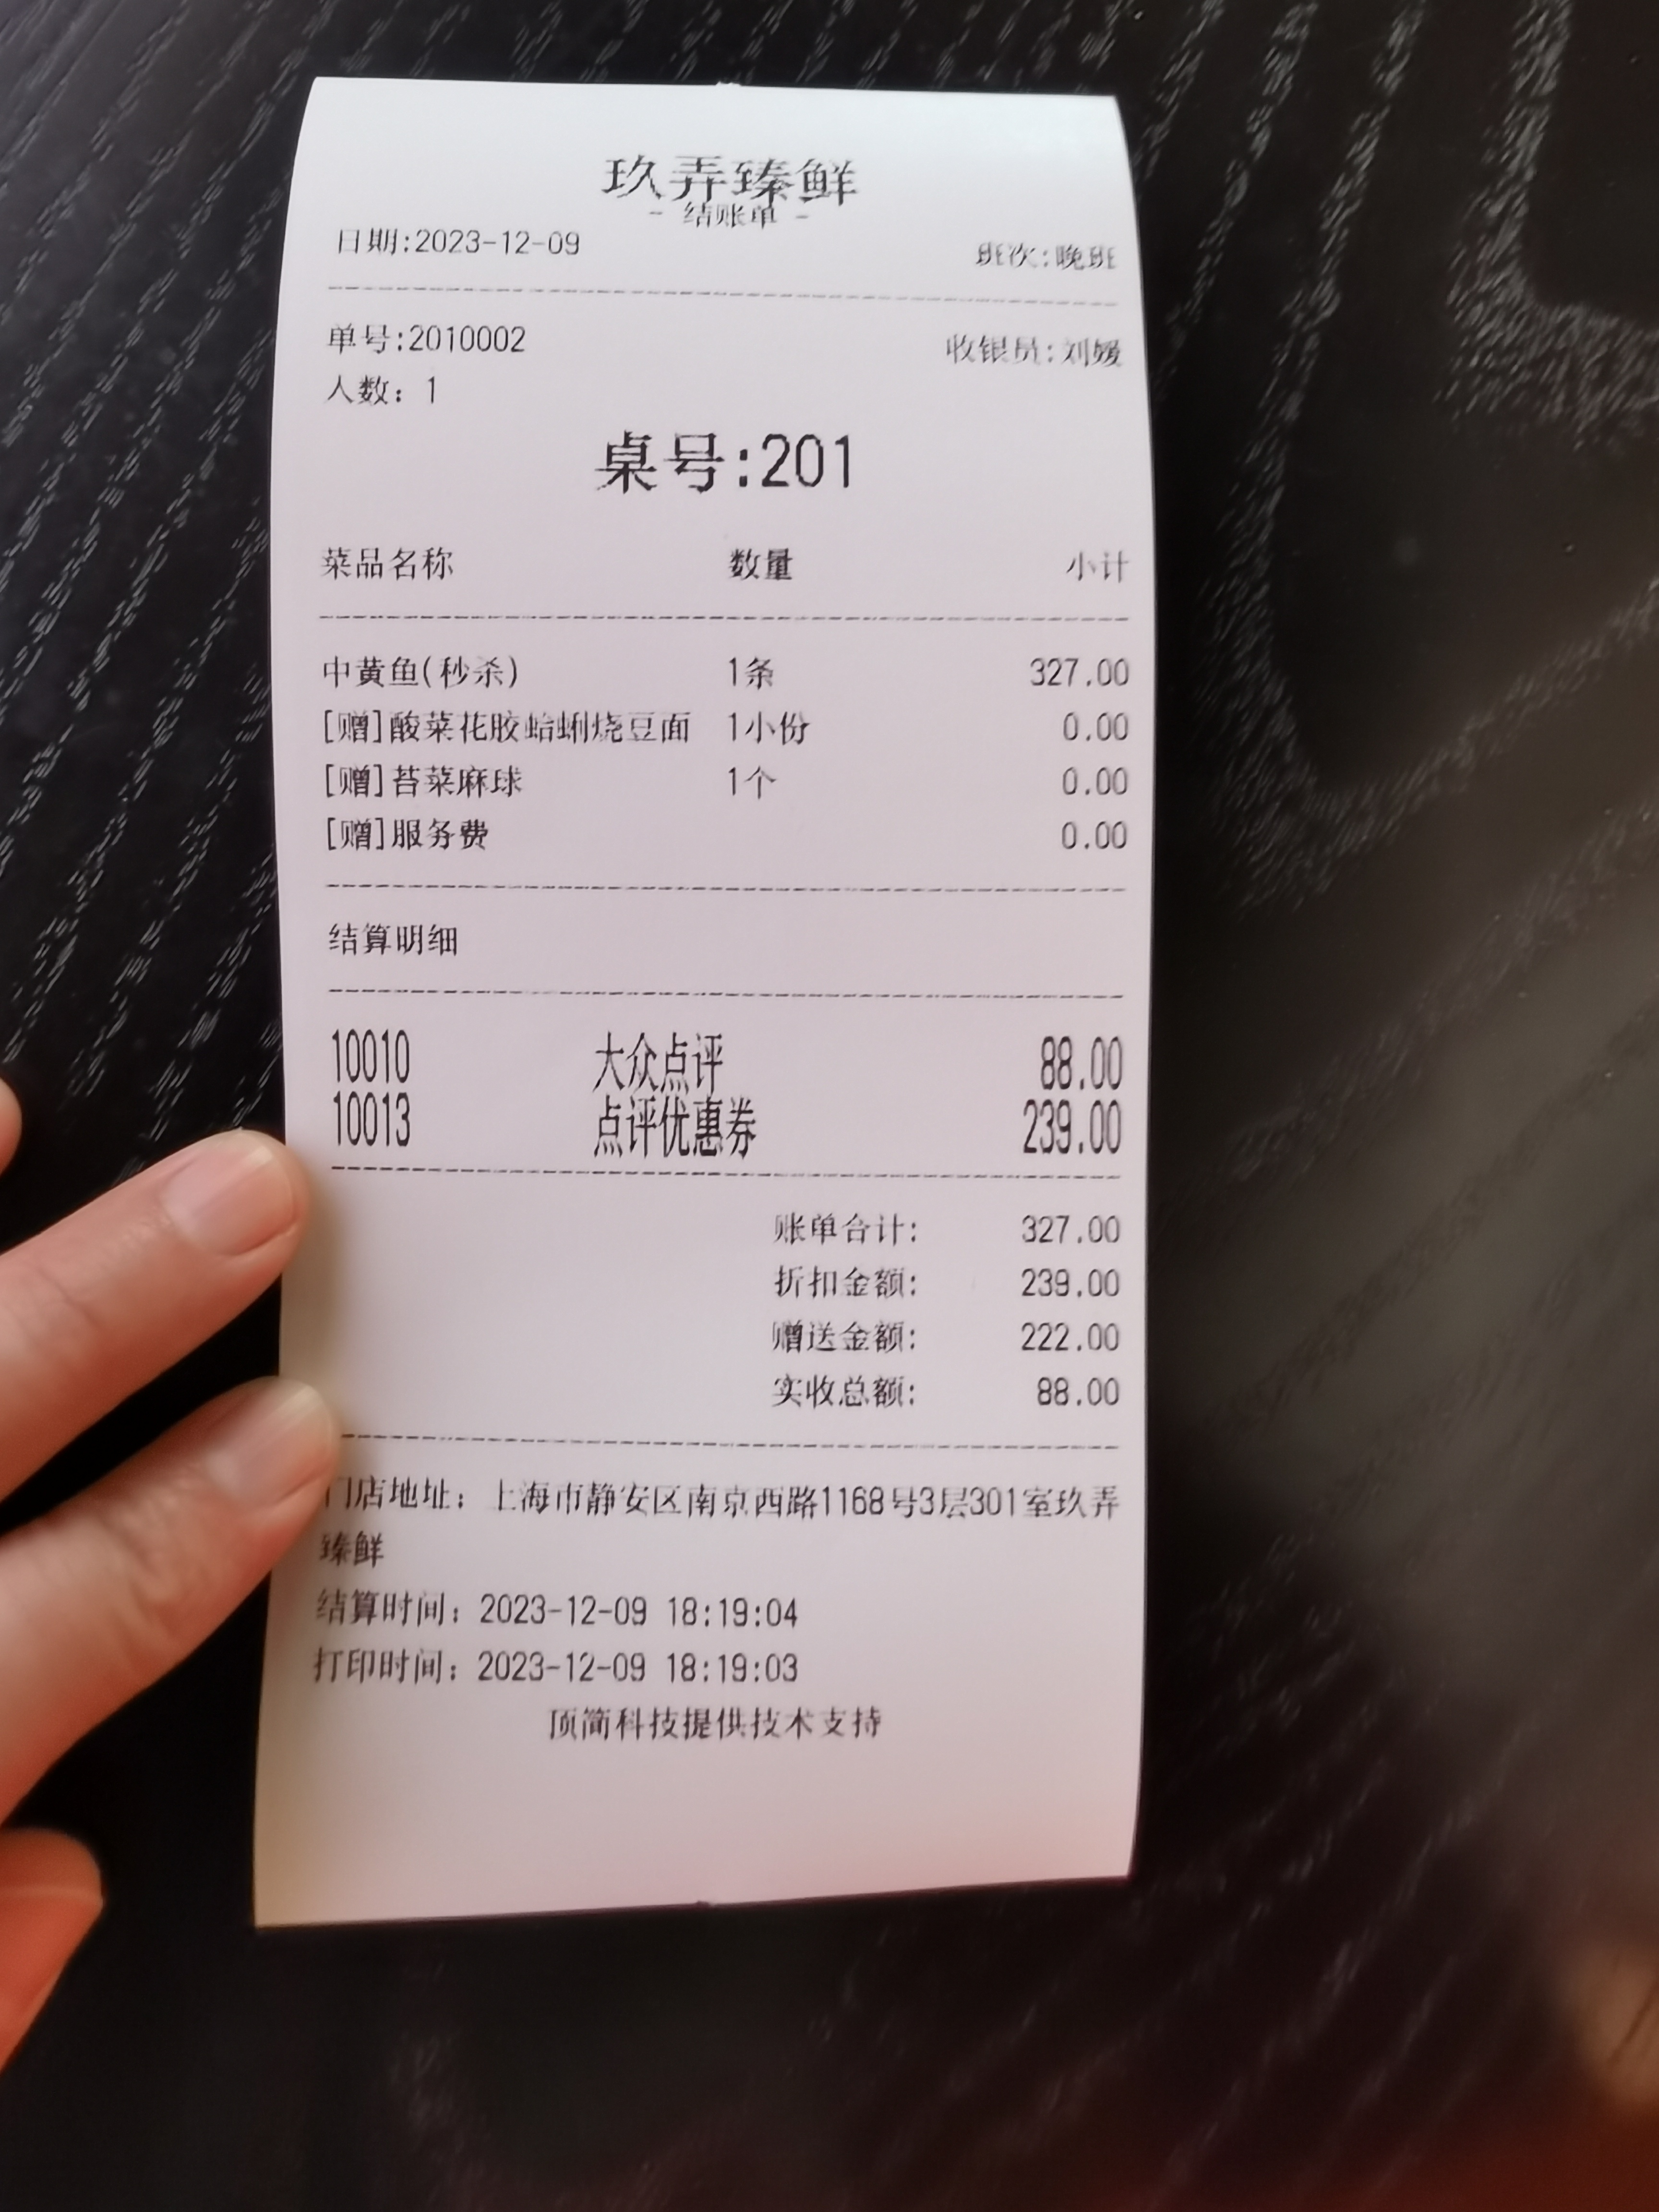 玖弄臻鲜
- 结账单 -
日期:2023-12-09 班次:晚班
单号:2010002 收银员:刘媛
人数: 1
桌号:201
菜品名称 数量 小计
中黄鱼(秒杀) 1条 327.00
[赠]酸菜花胶蛤蜊烧豆面 1小份 0.00
[赠]苔菜麻球 1个 0.00
[赠]服务费 0.00
结算明细
10010 大众点评 88.00
10013 点评优惠券 239.00
账单合计: 327.00
折扣金额: 239.00
赠送金额: 222.00
实收总额: 88.00
门店地址: 上海市静安区南京西路1168号3层301室玖弄
臻鲜
结算时间: 2023-12-09 18:19:04
打印时间: 2023-12-09 18:19:03
顶简科技提供技术支持